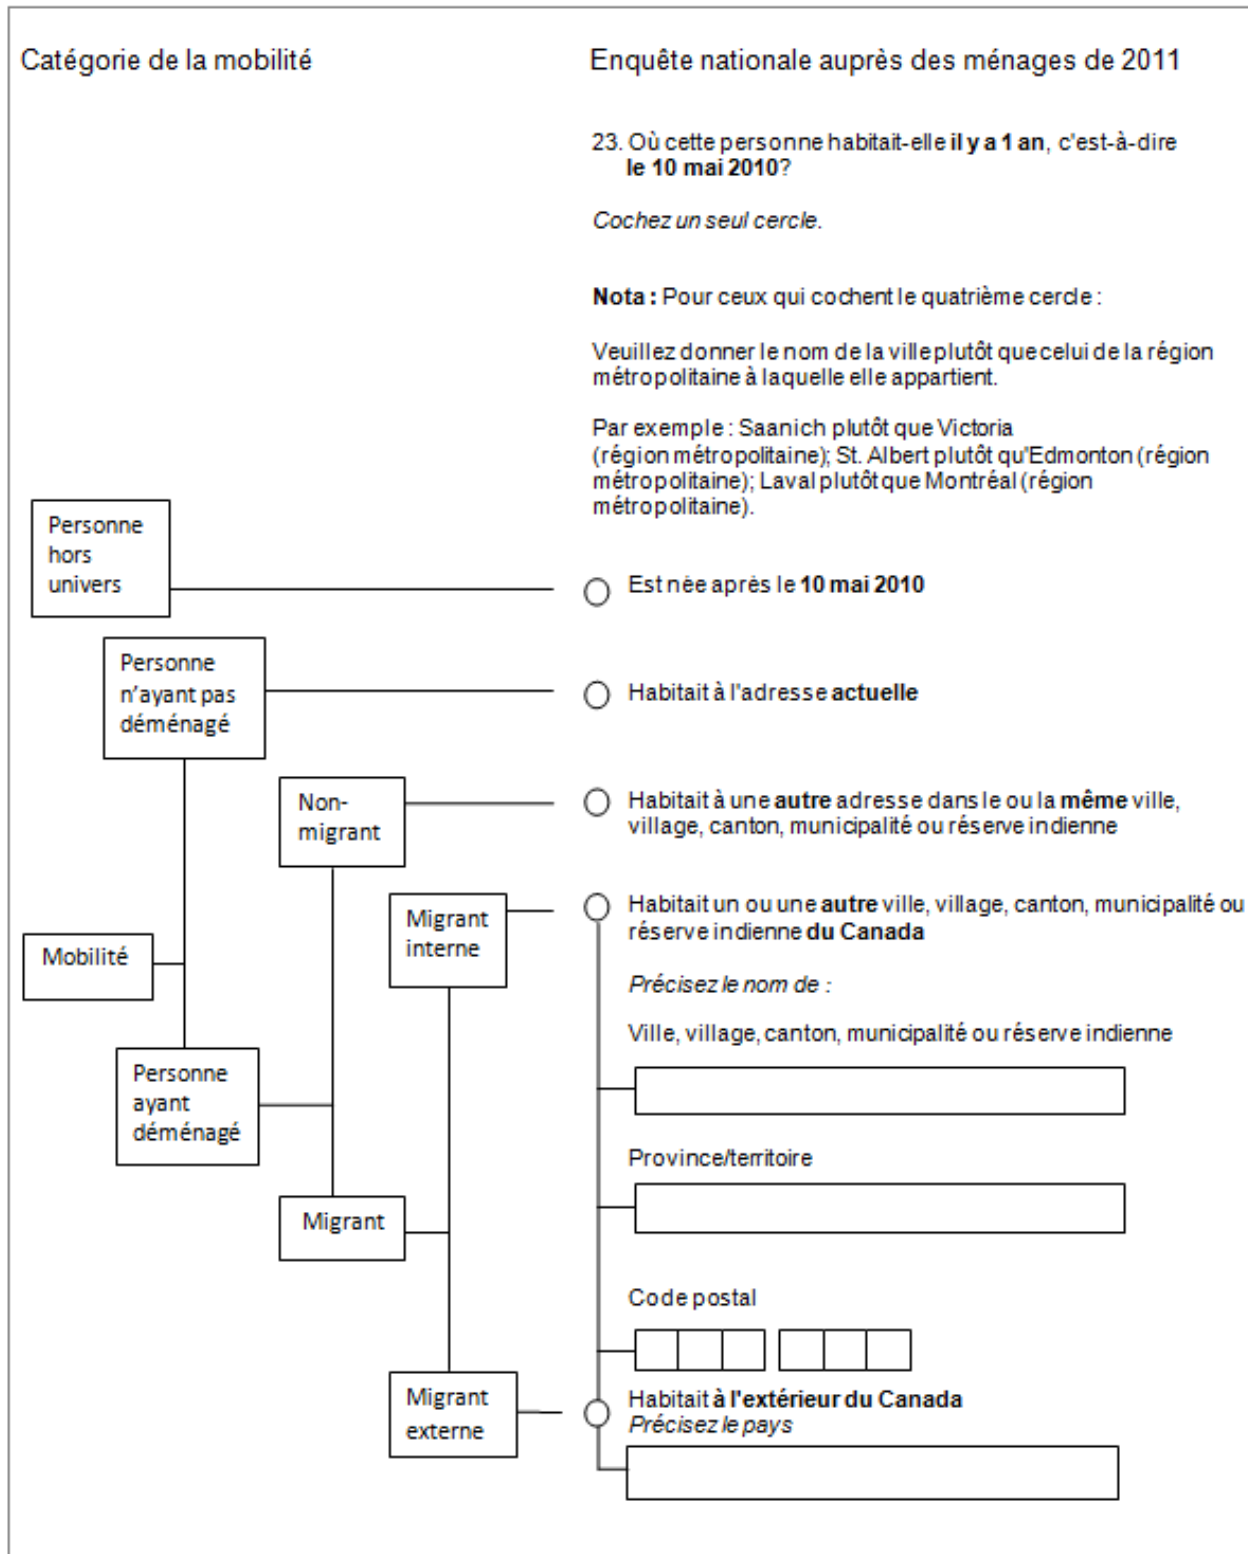 Catégorie de la mobilité
Enquête nationale auprès des ménages de 2011
23. Où cette personne habitait-elle il y a 1 an, c'est-à-dire
le 10 mai 2010?
Cochez un seul cercle.
Nota : Pour ceux qui cochent le quatrième cercle :
Veuillez donner le nom de la ville plutôt que celui de la région
métropolitaine à laquelle elle appartient.
Par exemple : Saanich plutôt que Victoria
(région métropolitaine); St. Albert plutôt qu'Edmonton (région
métropolitaine); Laval plutôt que Montréal (région
métropolitaine).
Personne
hors
univers
Est née après le 10 mai 2010
Personne
n'ayant pas
déménagé
Habitait à l'adresse actuelle
Non-
migrant
Habitait à une autre adresse dans le ou la même ville,
village, canton, municipalité ou réserve indienne
Migrant
interne
Habitait un ou une autre ville, village, canton, municipalité ou
réserve indienne du Canada
Mobilité
Précisez le nom de :
Ville, village, canton, municipalité ou réserve indienne
Personne
ayant
déménagé
Province/territoire
Migrant
Code postal
Migrant
externe
Habitait à l'extérieur du Canada
Précisez le pays